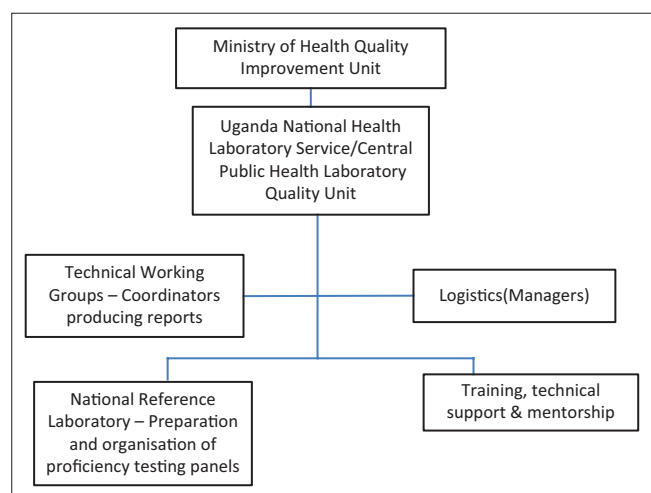 Ministry of Health Quality
Improvement Unit
Uganda National Health
Laboratory Service/Central
Public Health Laboratory
Quality Unit
Technical Working
Groups – Coordinators
producing reports
Logistics(Managers)
National Reference
Laboratory – Preparation
and organisation of
proficiency testing panels
Training, technical
support & mentorship